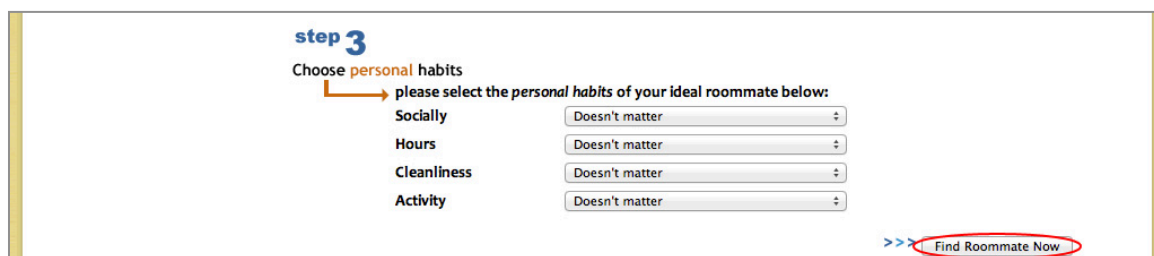 step 3
Choose personal habits
please select the personal habits of your ideal roommate below:
Socially Doesn't matter
Hours Doesn't matter
Cleanliness Doesn't matter
Activity Doesn't matter
>>> Find Roommate Now